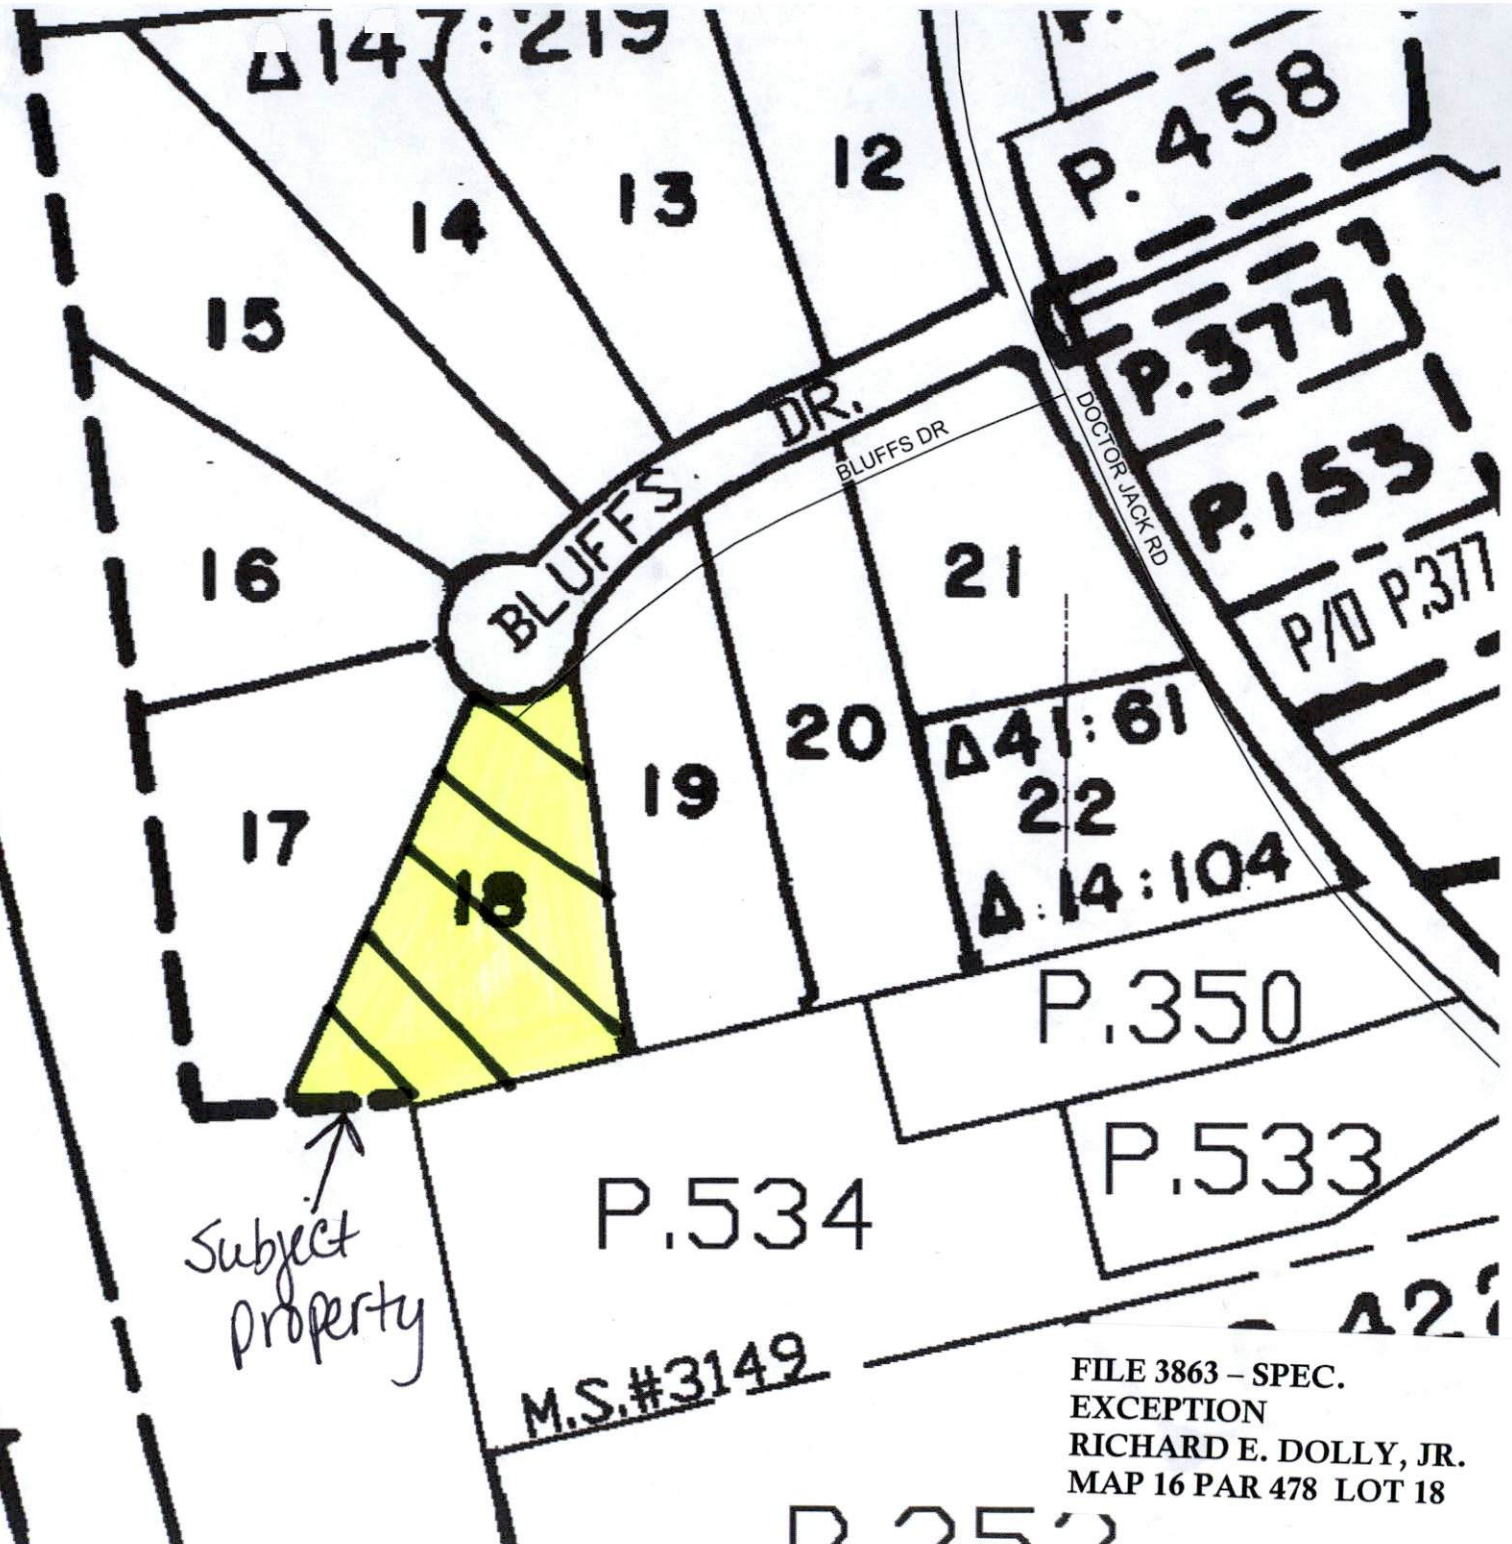 Δ 147:219
P. 458
12
13
14
15
P.377
DR.
BLUFFS DR
DOCTOR JACK RD
P.153
BLUFFS
16
21
P/O P.377
Δ41:61
20
22
19
17
Δ.14:104
18
P.350
P.533
P.534
Subject
property
M.S.#3149
FILE 3863 – SPEC.
EXCEPTION
RICHARD E. DOLLY, JR.
MAP 16 PAR 478 LOT 18